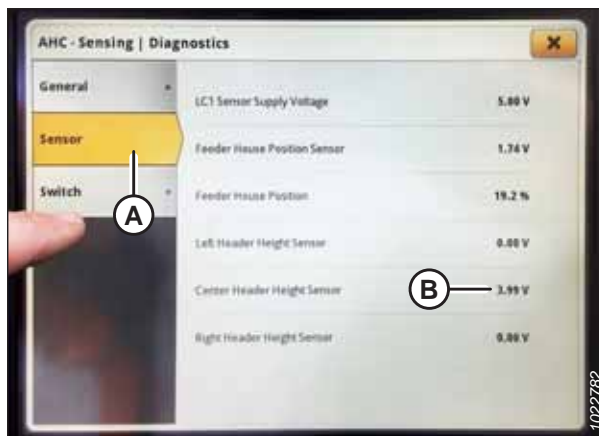 AHC - Sensing | Diagnostics
General
Sensor
Switch
A
LC1 Sensor Supply Voltage 5.00 V
Feeder House Position Sensor 1.74 V
Feeder House Position 19.2 %
Left Header Height Sensor 0.00 V
Center Header Height Sensor B 3.99 V
Right Header Height Sensor 0.00 V
1022782